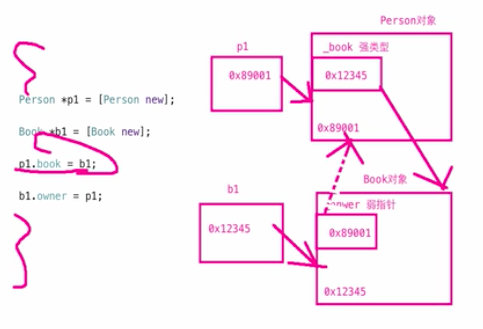 Person对象
p1
_book 强类型
0x89001
0x12345
Person *p1 = [Person new];
0x89001
Book *b1 = [Book new];
p1.book = b1;
Book对象
b1
弱指针
b1.owner = p1;
0x12345
0x89001
0x12345